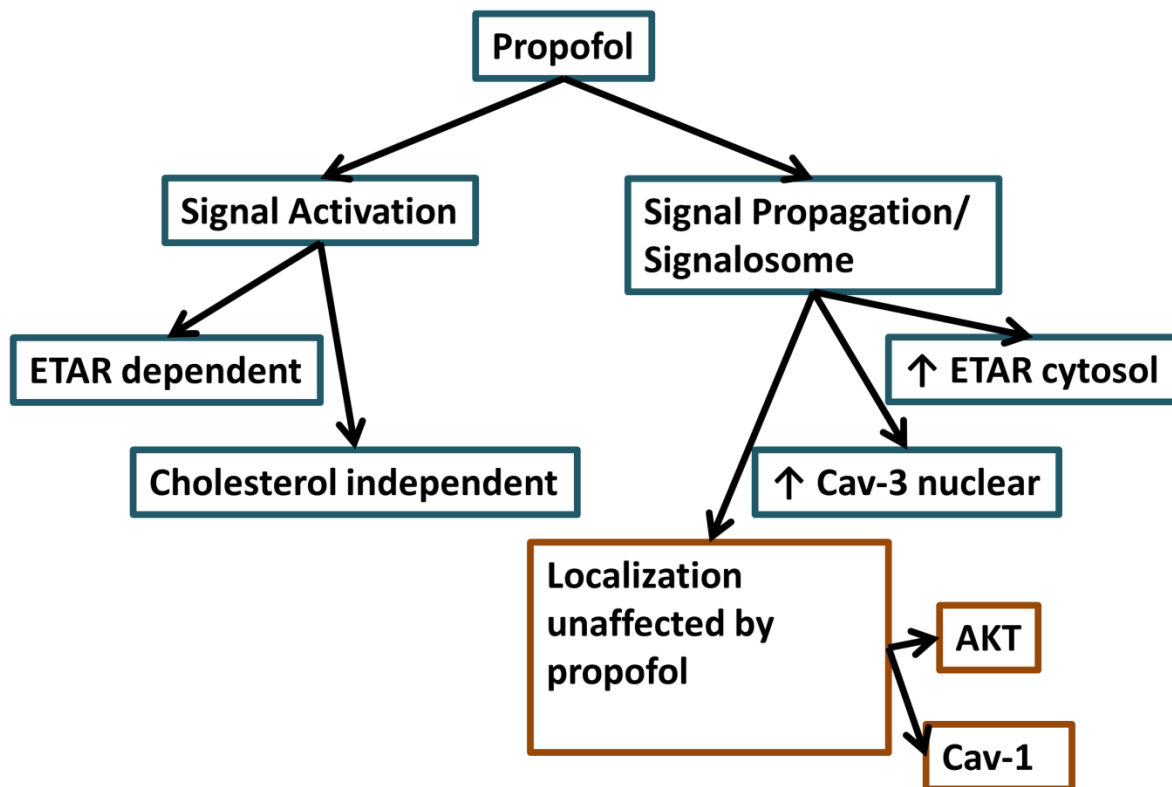 Propofol
Signal Activation
Signal Propagation/
Signalosome
ETAR dependent
↑ ETAR cytosol
Cholesterol independent
↑ Cav-3 nuclear
Localization
unaffected by
propofol
AKT
Cav-1